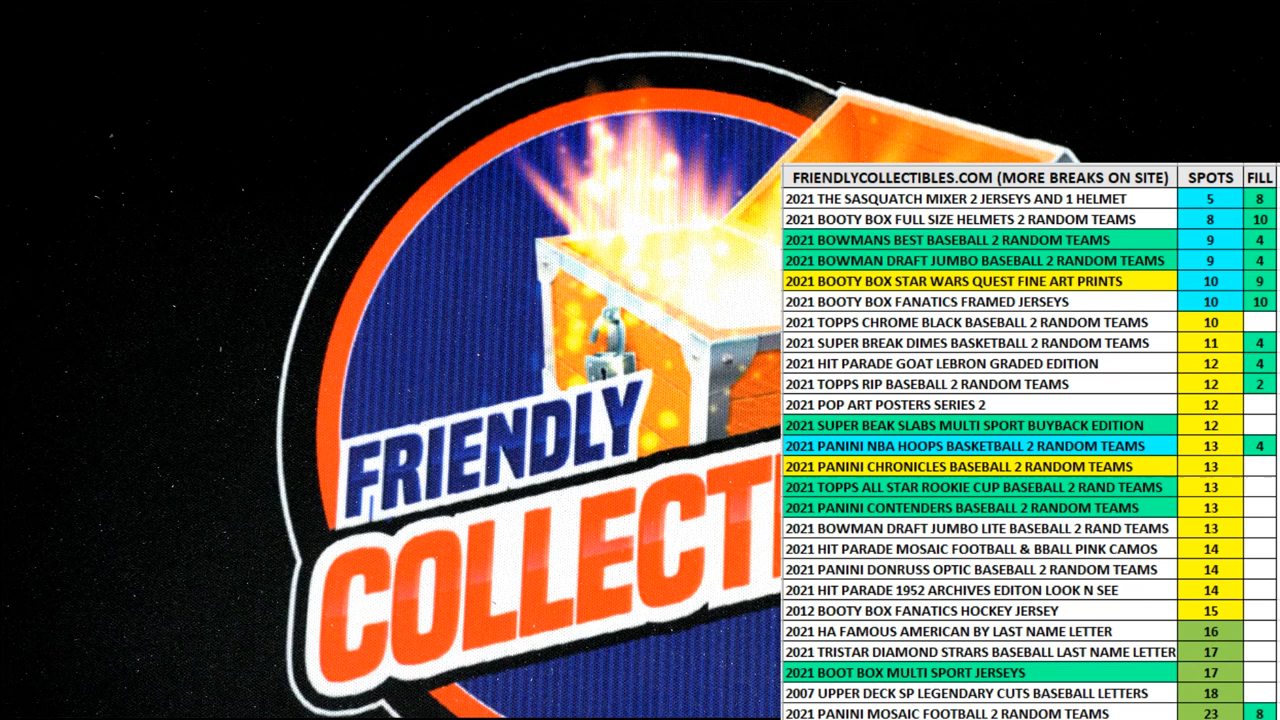 FRIENDLY
COLLECTI
FRIENDLYCOLLECTIBLES.COM (MORE BREAKS ON SITE) SPOTS FILL
2021 THE SASQUATCH MIXER 2 JERSEYS AND 1 HELMET 5 8
2021 BOOTY BOX FULL SIZE HELMETS 2 RANDOM TEAMS 8 10
2021 BOWMANS BEST BASEBALL 2 RANDOM TEAMS 9 4
2021 BOWMAN DRAFT JUMBO BASEBALL 2 RANDOM TEAMS 9 4
2021 BOOTY BOX STAR WARS QUEST FINE ART PRINTS 10 9
2021 BOOTY BOX FANATICS FRAMED JERSEYS 10 10
2021 TOPPS CHROME BLACK BASEBALL 2 RANDOM TEAMS 10
2021 SUPER BREAK DIMES BASKETBALL 2 RANDOM TEAMS 11 4
2021 HIT PARADE GOAT LEBRON GRADED EDITION 12 4
2021 TOPPS RIP BASEBALL 2 RANDOM TEAMS 12 2
2021 POP ART POSTERS SERIES 2 12
2021 SUPER BEAK SLABS MULTI SPORT BUYBACK EDITION 12
2021 PANINI NBA HOOPS BASKETBALL 2 RANDOM TEAMS 13 4
2021 PANINI CHRONICLES BASEBALL 2 RANDOM TEAMS 13
2021 TOPPS ALL STAR ROOKIE CUP BASEBALL 2 RAND TEAMS 13
2021 PANINI CONTENDERS BASEBALL 2 RANDOM TEAMS 13
2021 BOWMAN DRAFT JUMBO LITE BASEBALL 2 RAND TEAMS 13
2021 HIT PARADE MOSAIC FOOTBALL & BBALL PINK CAMOS 14
2021 PANINI DONRUSS OPTIC BASEBALL 2 RANDOM TEAMS 14
2021 HIT PARADE 1952 ARCHIVES EDITON LOOK N SEE 14
2012 BOOTY BOX FANATICS HOCKEY JERSEY 15
2021 HA FAMOUS AMERICAN BY LAST NAME LETTER 16
2021 TRISTAR DIAMOND STRARS BASEBALL LAST NAME LETTER 17
2021 BOOT BOX MULTI SPORT JERSEYS 17
2007 UPPER DECK SP LEGENDARY CUTS BASEBALL LETTERS 18
2021 PANINI MOSAIC FOOTBALL 2 RANDOM TEAMS 23 8